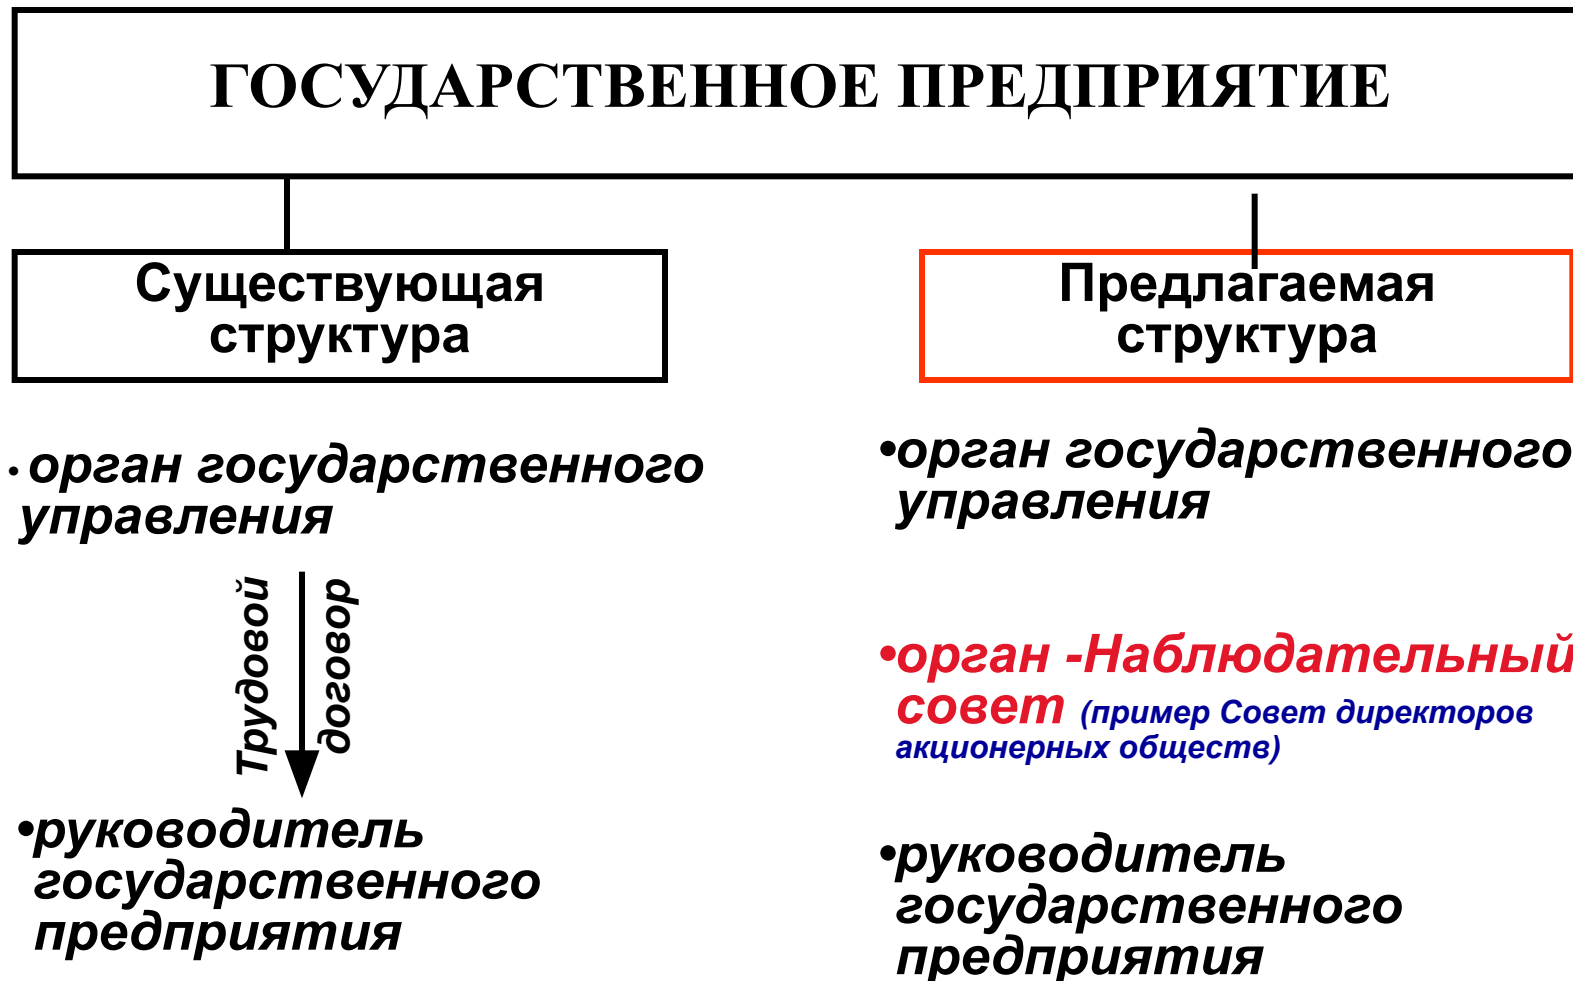 ГОСУДАРСТВЕННОЕ ПРЕДПРИЯТИЕ
Существующая
структура
• орган государственного
управления
Трудовой
договор
•руководитель
государственного
предприятия
Предлагаемая
структура
•орган государственного
управления
•орган -Наблюдательный
совет (пример Совет директоров
акционерных обществ)
•руководитель
государственного
предприятия